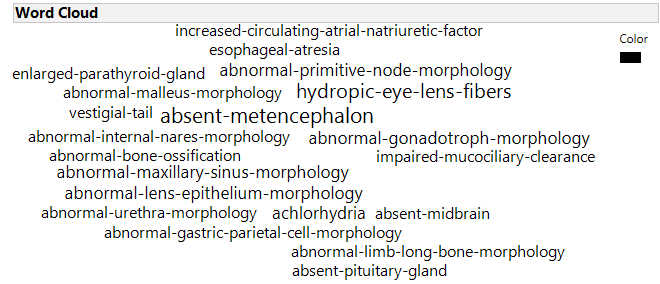 Word Cloud
increased-circulating-atrial-natriuretic-factor
Color
esophageal-atresia
enlarged-parathyroid-gland abnormal-primitive-node-morphology
abnormal-malleus-morphology hydropic-eye-lens-fibers
vestigial-tail absent-metencephalon
abnormal-internal-nares-morphology abnormal-gonadotroph-morphology
abnormal-bone-ossification impaired-mucociliary-clearance
abnormal-maxillary-sinus-morphology
abnormal-lens-epithelium-morphology
abnormal-urethra-morphology achlorhydria absent-midbrain
abnormal-gastric-parietal-cell-morphology
abnormal-limb-long-bone-morphology
absent-pituitary-gland